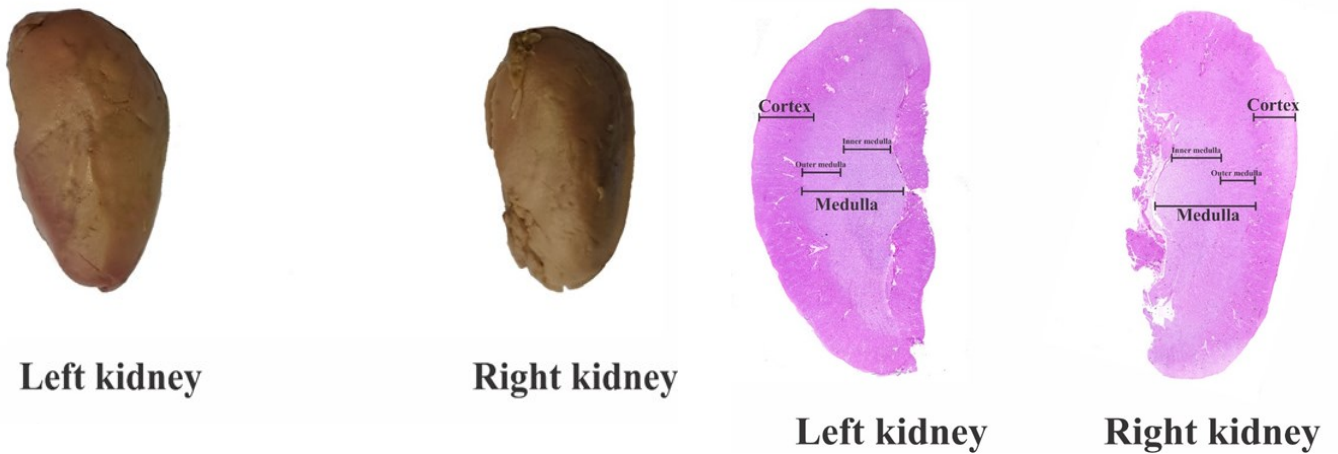 Left kidney
Right kidney
Cortex
Inner medulla
Outer medulla
Medulla
Left kidney
Cortex
Inner medulla
Outer medulla
Medulla
Right kidney